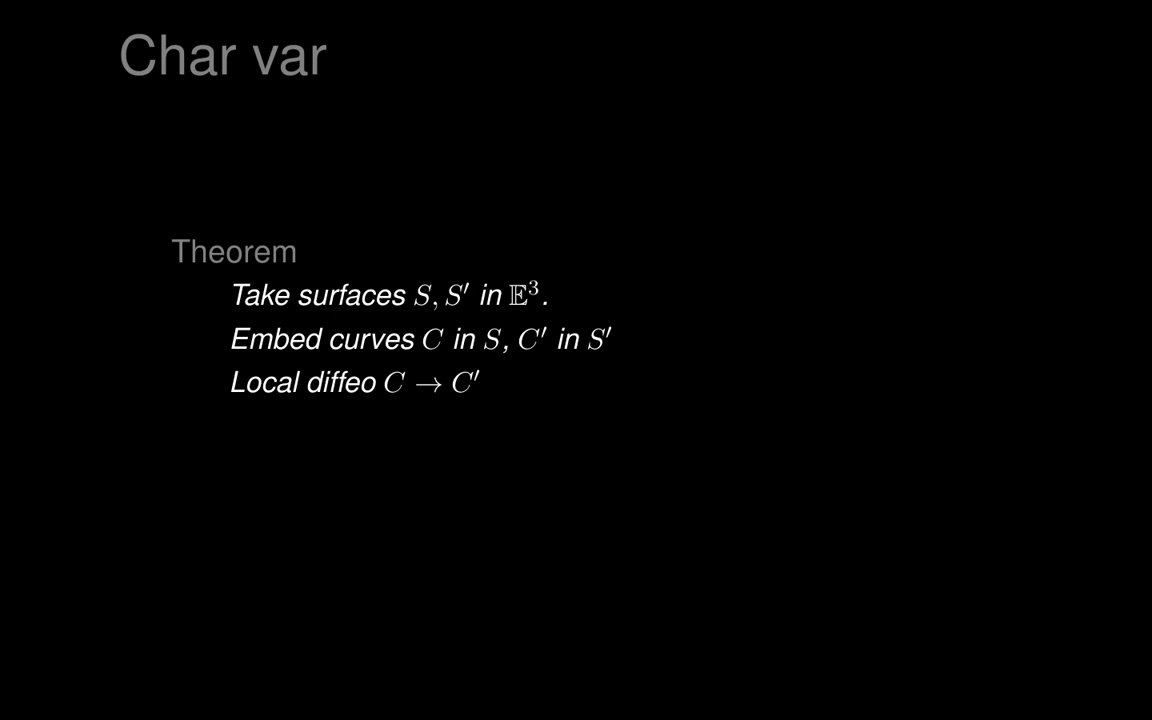 Char var
Theorem
Take surfaces S, S′ in 𝔼³.
Embed curves C in S, C′ in S′
Local diffeo C → C′